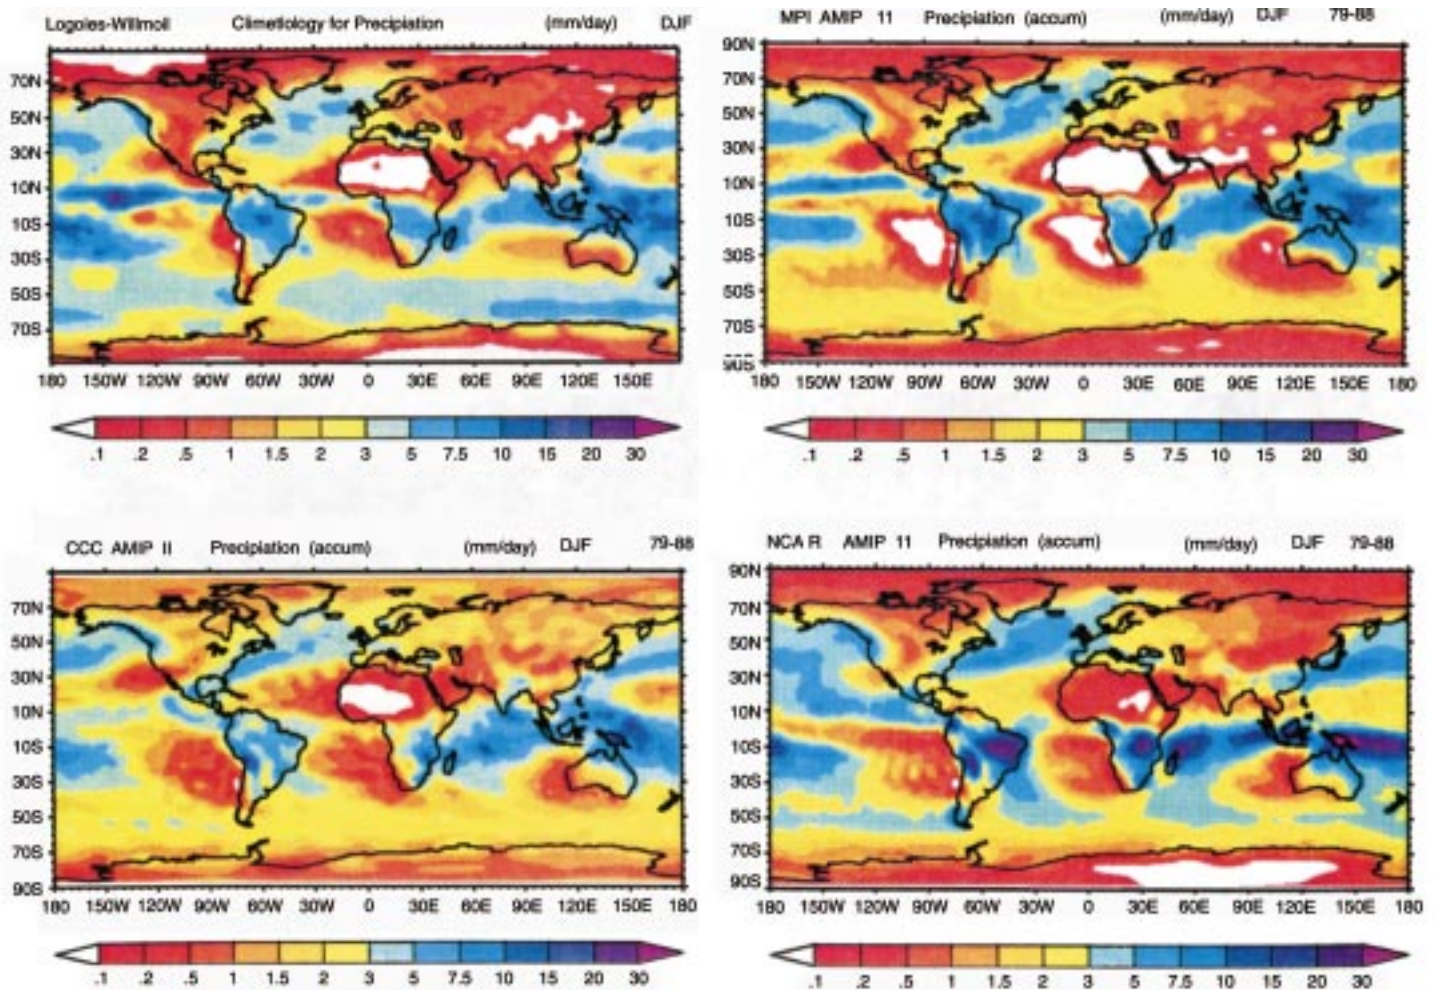 Logoies-Willmoil Climetiology for Precipitation (mm/day) DJF
70N
50N
30N
10N
10S
30S
50S
70S
180 150W 120W 90W 60W 30W 0 30E 60E 90E 120E 150E
.1 .2 .5 1 1.5 2 3 5 7.5 10 15 20 30
MPI AMIP 11 Precipiation (accum) (mm/day) DJF 79-88
90N
70N
50N
30N
10N
10S
30S
50S
70S
90S
180 150W 120W 90W 60W 30W 0 30E 60E 90E 120E 150E 180
.1 .2 .5 1 1.5 2 3 5 7.5 10 15 20 30
CCC AMIP II Precipiation (accum) (mm/day) DJF 79-88
70N
50N
30N
10N
10S
30S
50S
70S
90S
180 150W 120W 90W 60W 30W 0 30E 60E 90E 120E 150E 180
.1 .2 .5 1 1.5 2 3 5 7.5 10 15 20 30
NCA R AMIP 11 Precipiation (accum) (mm/day) DJF 79-88
90N
70N
50N
30N
10N
10S
30S
50S
70S
90S
180 150W 120W 90W 60W 30W 0 30E 60E 90E 120E 150E 180
.1 .2 .5 1 1.5 2 3 5 7.5 10 15 20 30